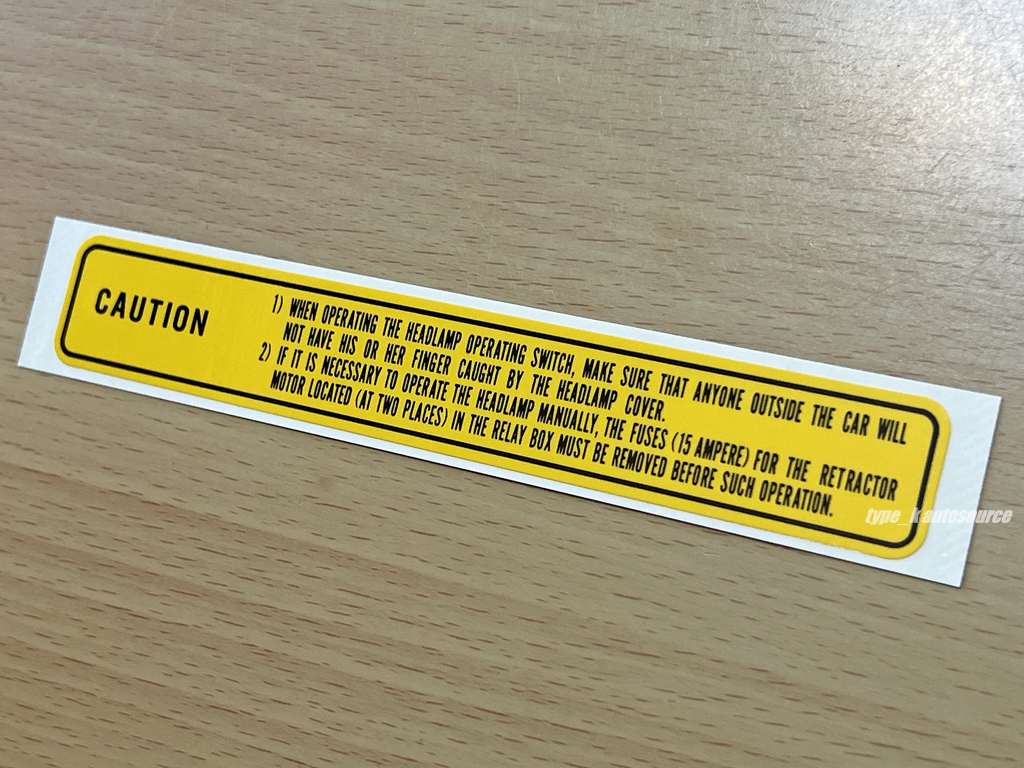 CAUTION
1) WHEN OPERATING THE HEADLAMP OPERATING SWITCH, MAKE SURE THAT ANYONE OUTSIDE THE CAR WILL
NOT HAVE HIS OR HER FINGER CAUGHT BY THE HEADLAMP COVER.
2) IF IT IS NECESSARY TO OPERATE THE HEADLAMP MANUALLY, THE FUSES (15 AMPERE) FOR THE RETRACTOR
MOTOR LOCATED (AT TWO PLACES) IN THE RELAY BOX MUST BE REMOVED BEFORE SUCH OPERATION.
type_k autosource